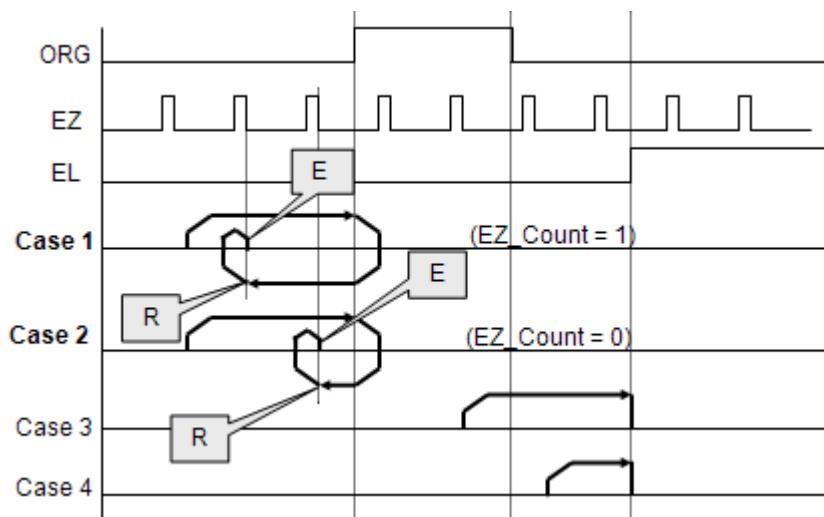 ORG
EZ
EL
E
Case 1
(EZ_Count = 1)
R
E
Case 2
(EZ_Count = 0)
Case 3
R
Case 4